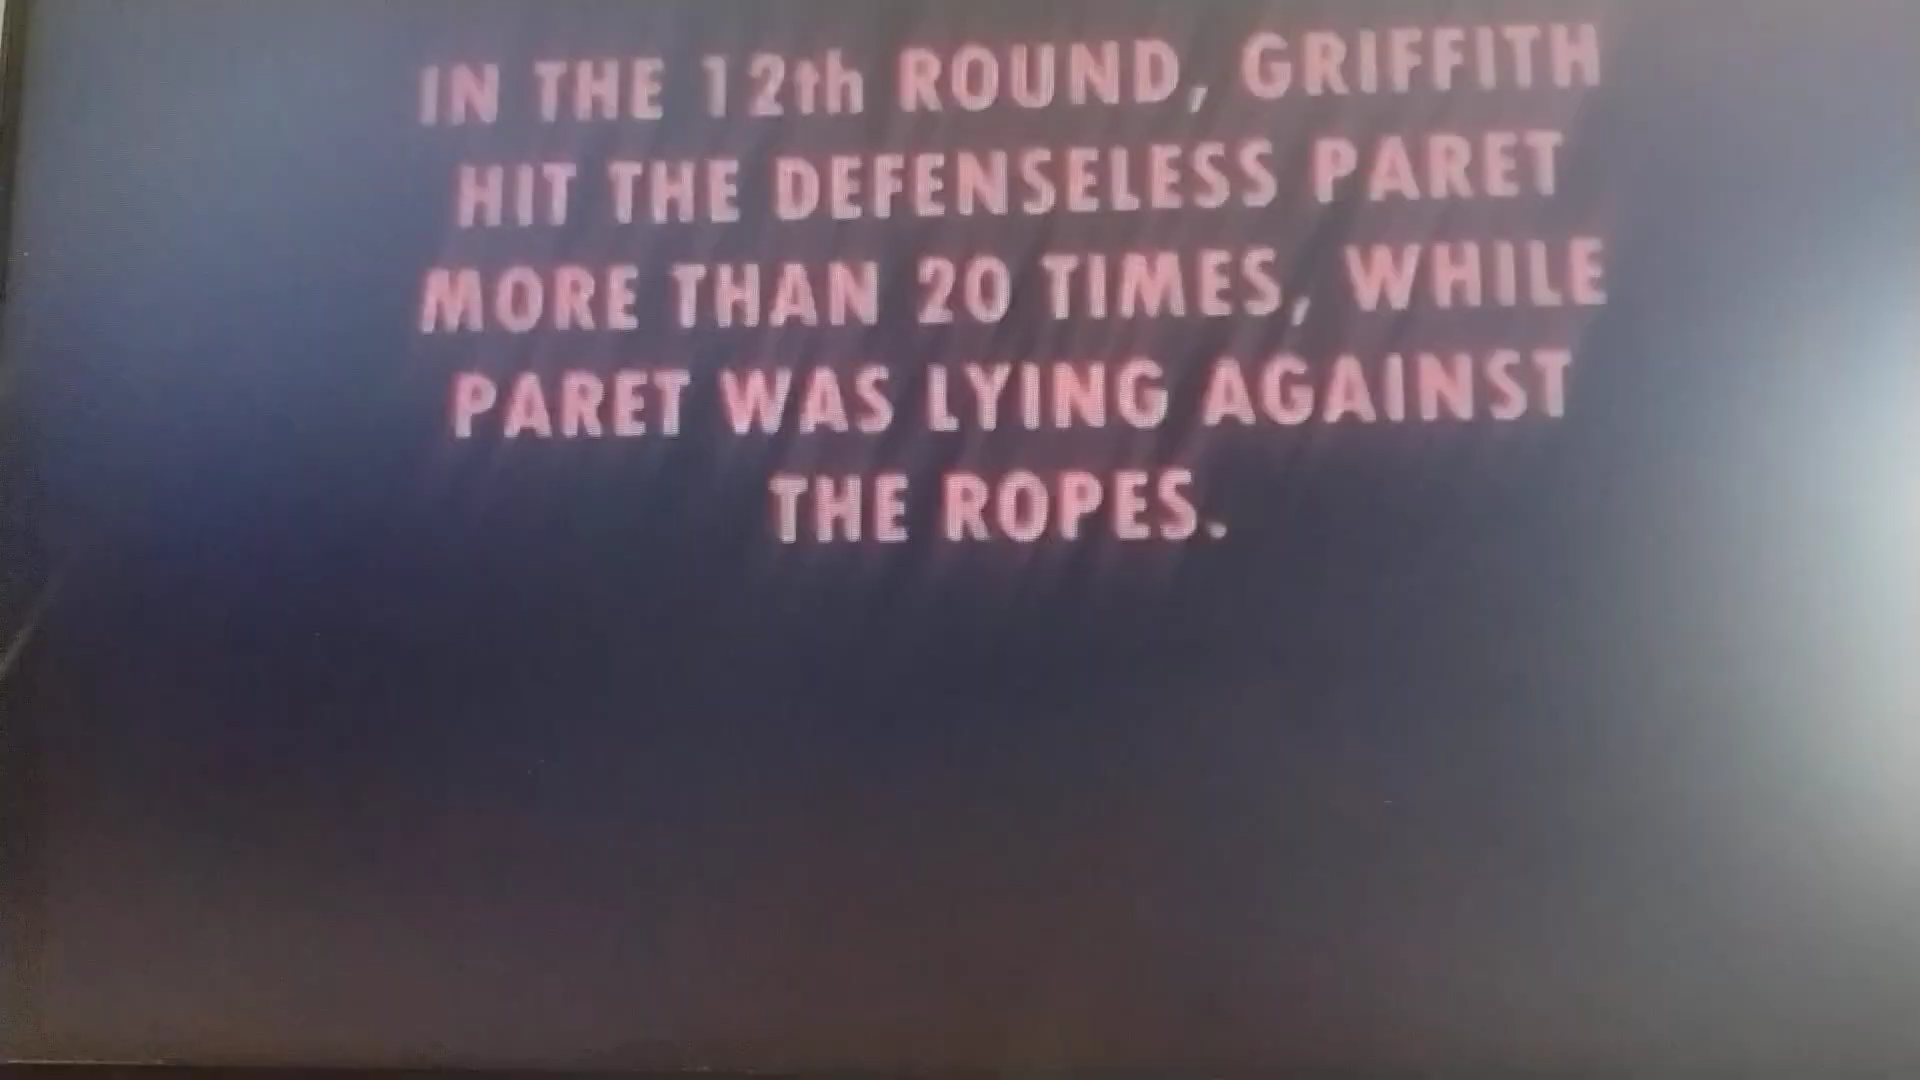 IN THE 12th ROUND, GRIFFITH
HIT THE DEFENSELESS PARET
MORE THAN 20 TIMES, WHILE
PARET WAS LYING AGAINST
THE ROPES.